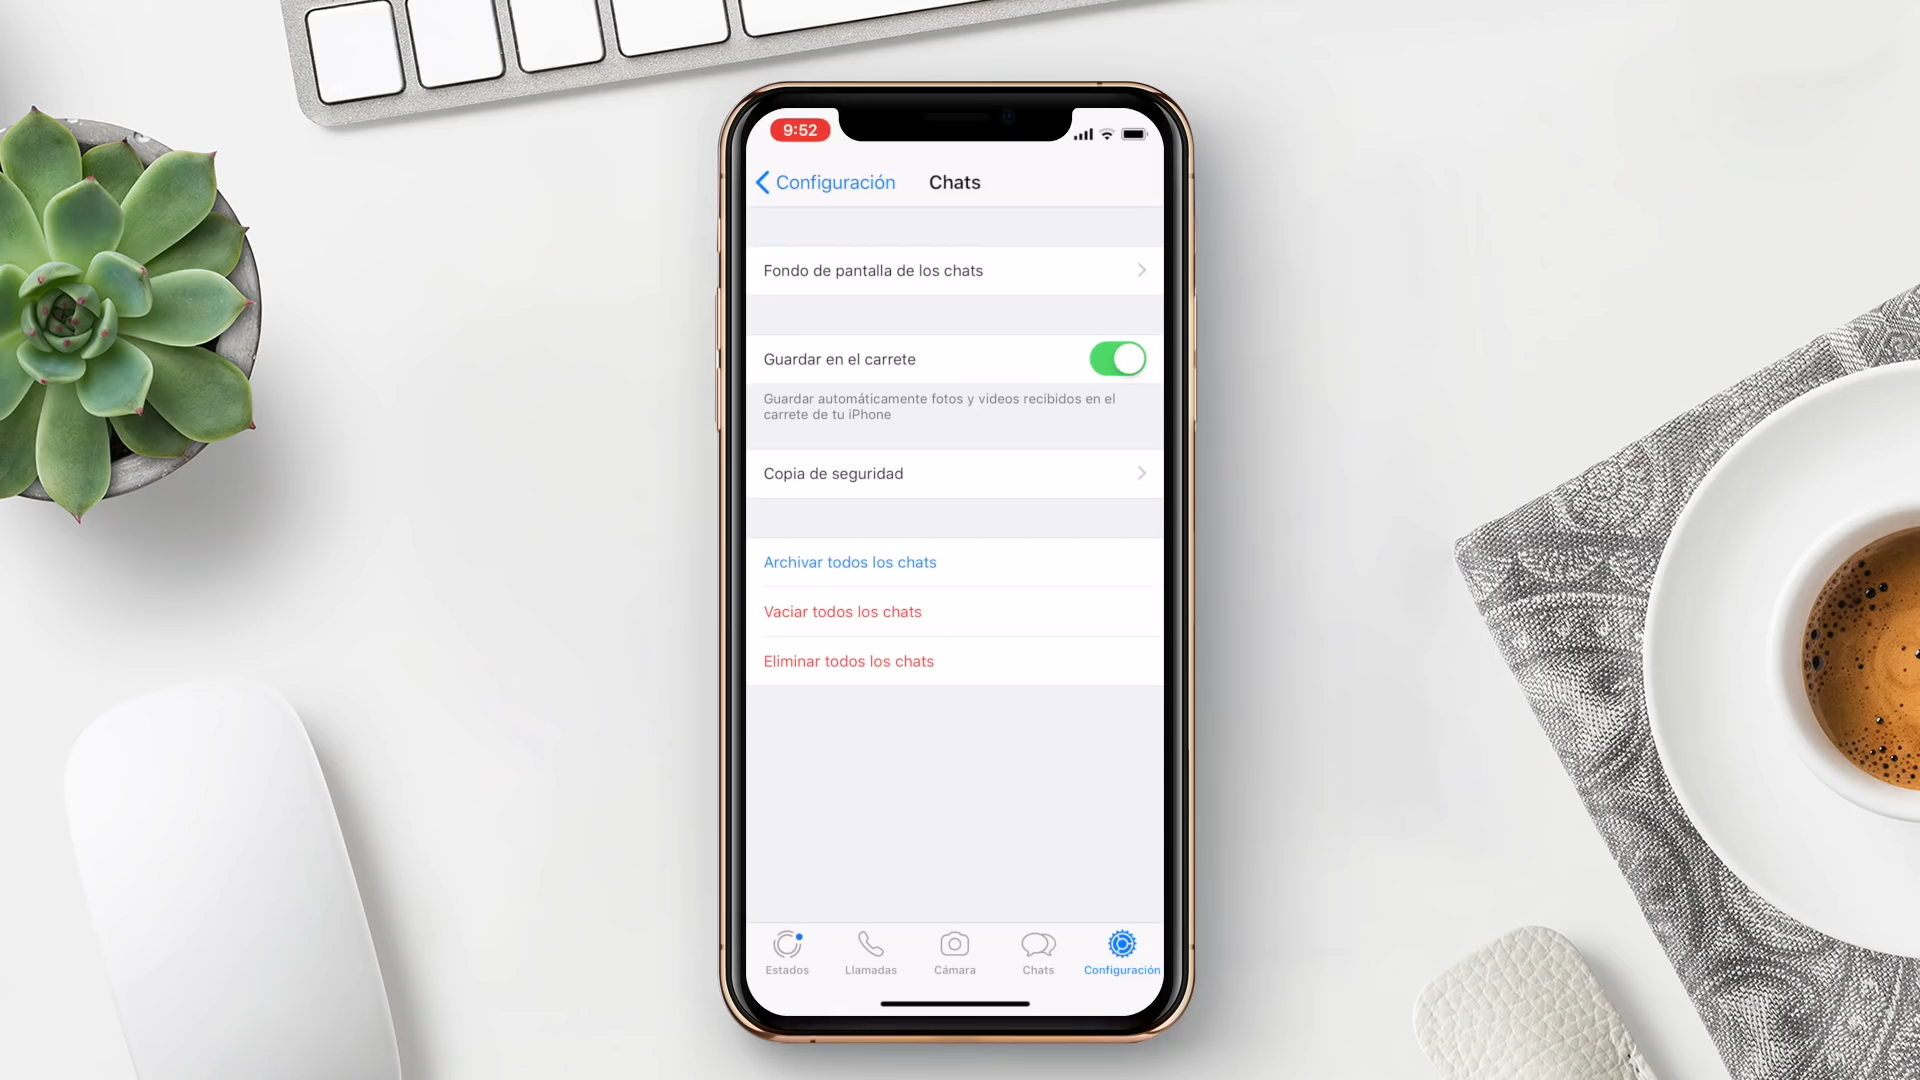 9:52
Configuración
Chats
Fondo de pantalla de los chats
Guardar en el carrete
Guardar automáticamente fotos y videos recibidos en el
carrete de tu iPhone
Copia de seguridad
Archivar todos los chats
Vaciar todos los chats
Eliminar todos los chats
Estados
Llamadas
Cámara
Chats
Configuración